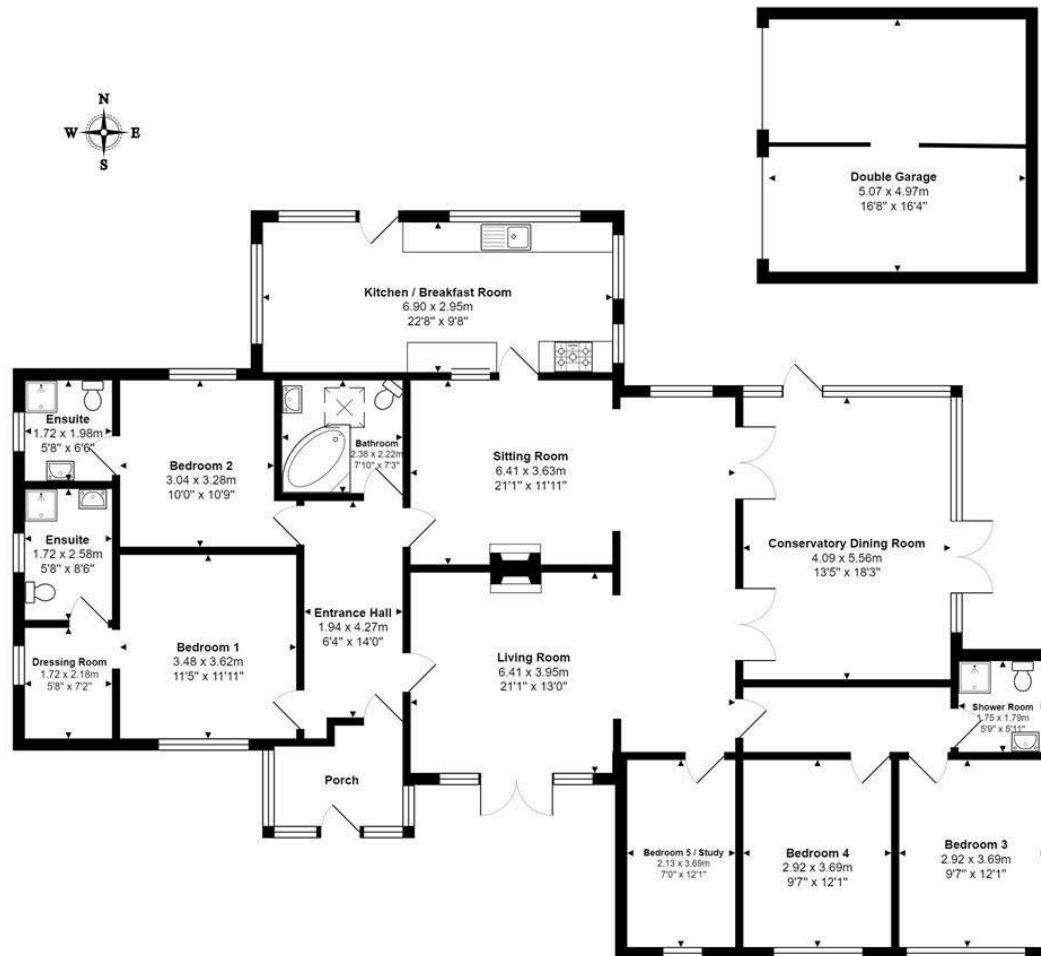 N
W E
S
Double Garage
5.07 x 4.97m
16'8" x 16'4"
Kitchen / Breakfast Room
6.90 x 2.95m
22'8" x 9'8"
Ensuite
1.72 x 1.98m
5'8" x 6'6"
Bedroom 2
3.04 x 3.28m
10'0" x 10'9"
Bathroom
2.38 x 2.22m
7'10" x 7'3"
Sitting Room
6.41 x 3.63m
21'1" x 11'11"
Ensuite
1.72 x 2.58m
5'8" x 8'6"
Conservatory Dining Room
4.09 x 5.56m
13'5" x 18'3"
Entrance Hall
1.94 x 4.27m
6'4" x 14'0"
Bedroom 1
3.48 x 3.62m
11'5" x 11'11"
Dressing Room
1.72 x 2.18m
5'8" x 7'2"
Living Room
6.41 x 3.95m
21'1" x 13'0"
Shower Room
1.75 x 1.79m
5'9" x 5'11"
Porch
Bedroom 5 / Study
2.13 x 3.69m
7'0" x 12'1"
Bedroom 4
2.92 x 3.69m
9'7" x 12'1"
Bedroom 3
2.92 x 3.69m
9'7" x 12'1"